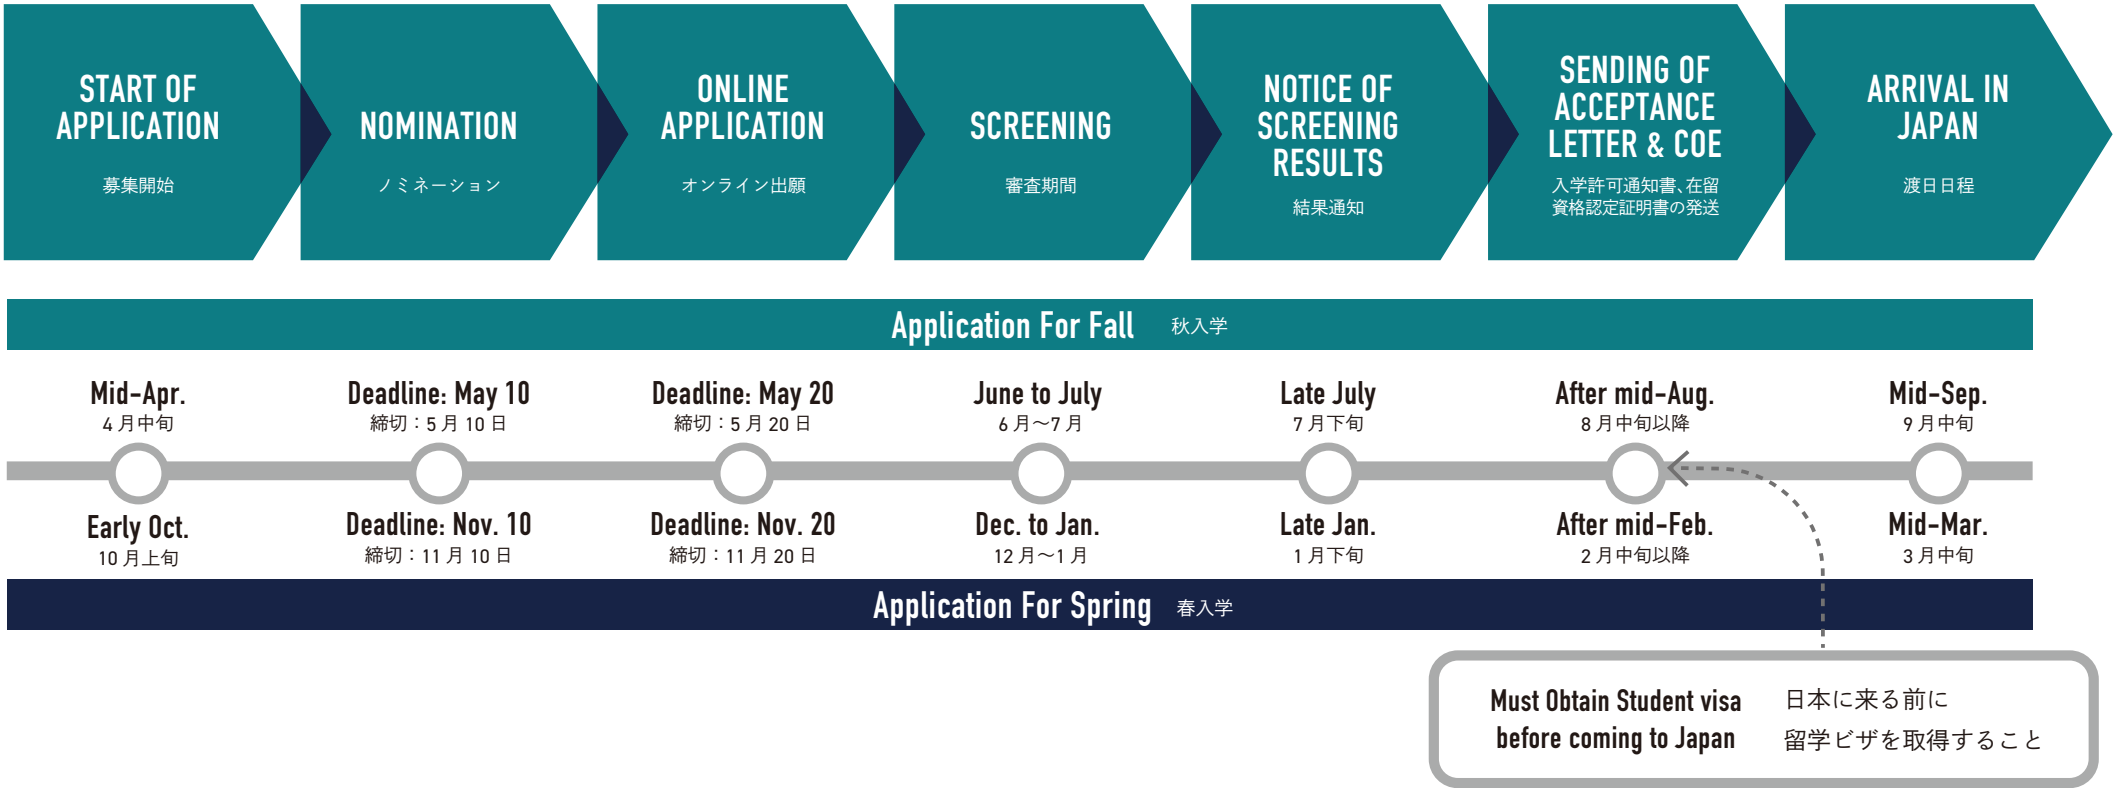 START OF
APPLICATION
募集開始
NOMINATION
ノミネーション
ONLINE
APPLICATION
オンライン出願
SCREENING
審査期間
NOTICE OF
SCREENING
RESULTS
結果通知
SENDING OF
ACCEPTANCE
LETTER & COE
入学許可通知書、在留
資格認定証明書の発送
ARRIVAL IN
JAPAN
渡日日程
Application For Fall 秋入学
Mid-Apr.
4月中旬
Deadline: May 10
締切：5月10日
Deadline: May 20
締切：5月20日
June to July
6月〜7月
Late July
7月下旬
After mid-Aug.
8月中旬以降
Mid-Sep.
9月中旬
Early Oct.
10月上旬
Deadline: Nov. 10
締切：11月10日
Deadline: Nov. 20
締切：11月20日
Dec. to Jan.
12月〜1月
Late Jan.
1月下旬
After mid-Feb.
2月中旬以降
Mid-Mar.
3月中旬
Application For Spring 春入学
Must Obtain Student visa
before coming to Japan
日本に来る前に
留学ビザを取得すること